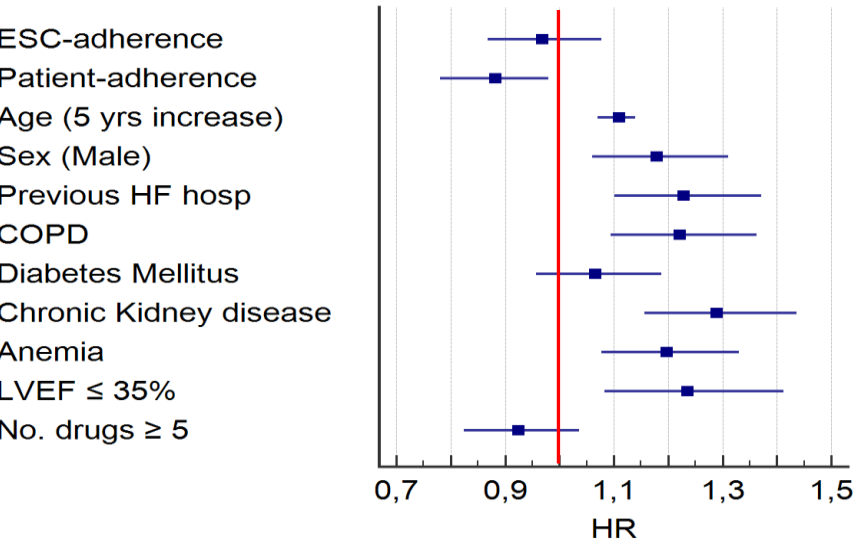 ESC-adherence
Patient-adherence
Age (5 yrs increase)
Sex (Male)
Previous HF hosp
COPD
Diabetes Mellitus
Chronic Kidney disease
Anemia
LVEF ≤ 35%
No. drugs ≥ 5
0,7 0,9 1,1 1,3 1,5
HR